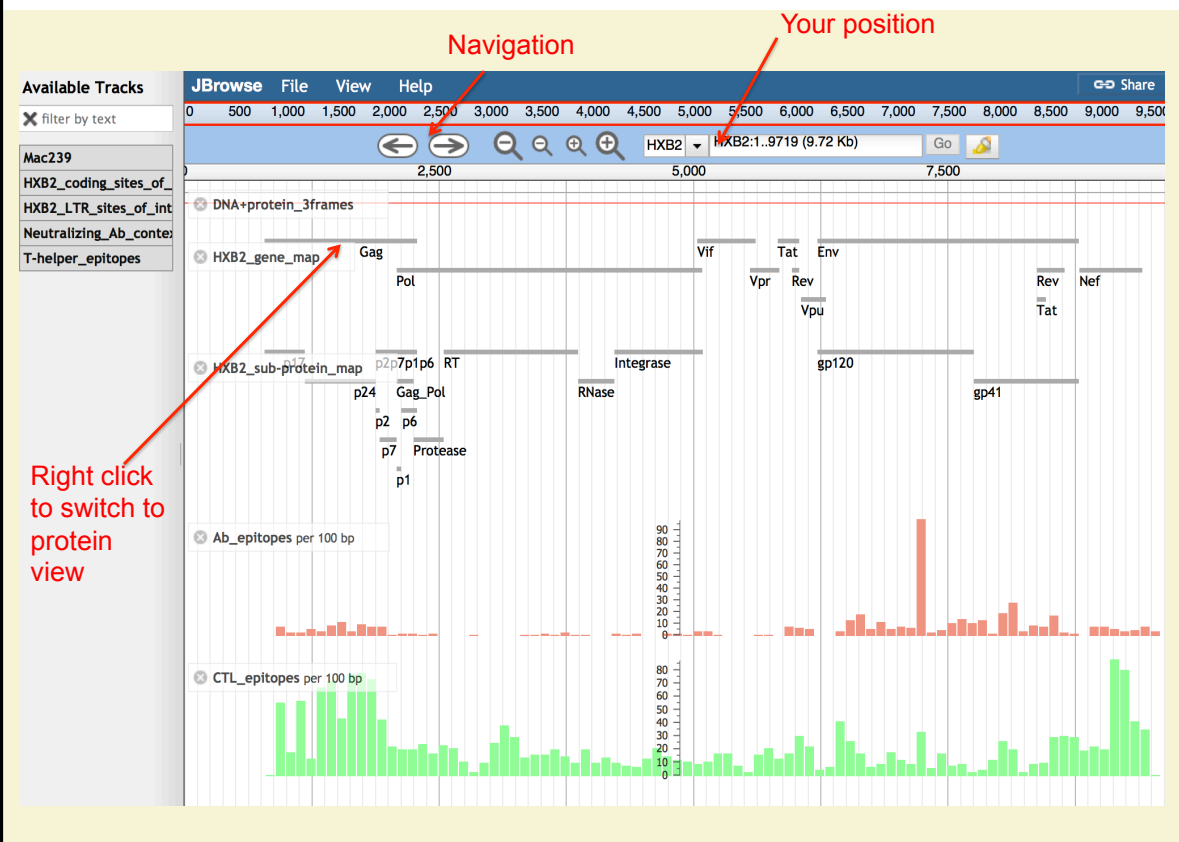 Navigation
Your position
Available Tracks
JBrowse File View Help
Share
0 500 1,000 1,500 2,000 2,500 3,000 3,500 4,000 4,500 5,000 5,500 6,000 6,500 7,000 7,500 8,000 8,500 9,000 9,500
filter by text
HXB2
HXB2:1..9719 (9.72 Kb)
Go
Mac239
HXB2_coding_sites_of_
HXB2_LTR_sites_of_int
Neutralizing_Ab_contex
T-helper_epitopes
2,500 5,000 7,500
DNA+protein_3frames
HXB2_gene_map
Gag Vif Tat Env
Pol Vpr Rev Rev Nef
Vpu Tat
HXB2_sub-protein_map
p17 p2p7p1p6 RT Integrase gp120
p24 Gag_Pol RNase gp41
p2 p6
p7 Protease
p1
Right click
to switch to
protein
view
Ab_epitopes per 100 bp
90
80
70
60
50
40
30
20
10
0
CTL_epitopes per 100 bp
80
70
60
50
40
30
20
10
0